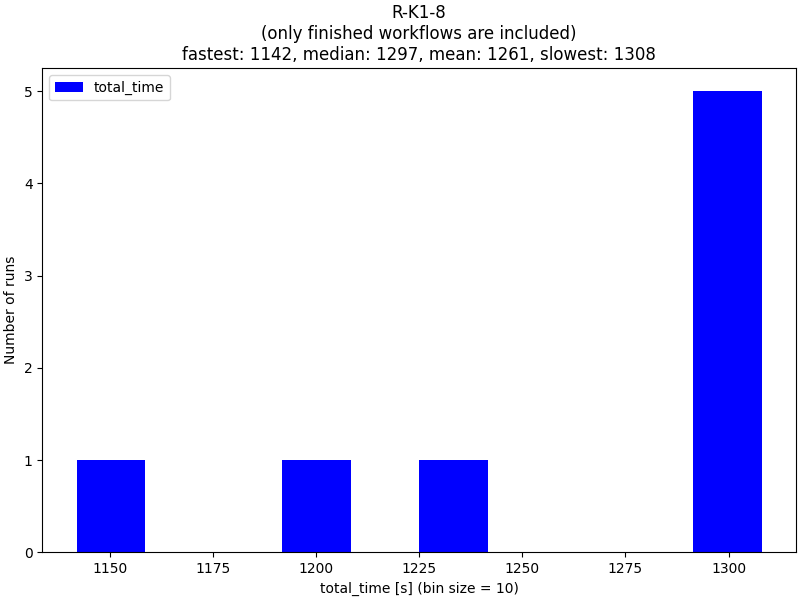 R-K1-8
(only finished workflows are included)
fastest: 1142, median: 1297, mean: 1261, slowest: 1308
total_time
5
4
3
2
1
0
Number of runs
1150 1175 1200 1225 1250 1275 1300
total_time [s] (bin size = 10)